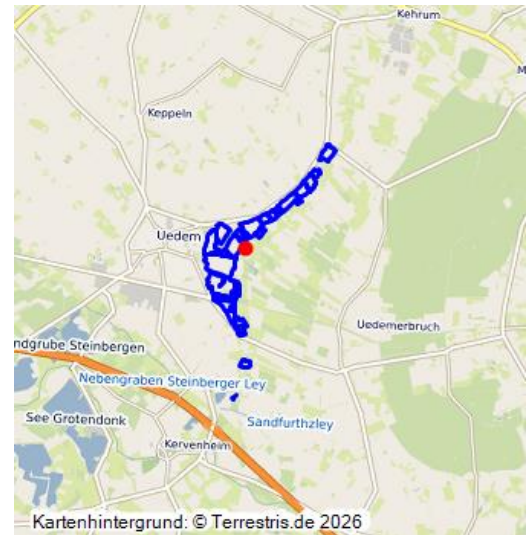 Kehrum
M
Keppeln
Uedem
Uedemerbruch
ndgrube Steinbergen
Nebengraben Steinberger Ley
See Grotendonk
Sandfurthzley
Kervenheim
Kartenhintergrund: © Terrestris.de 2026